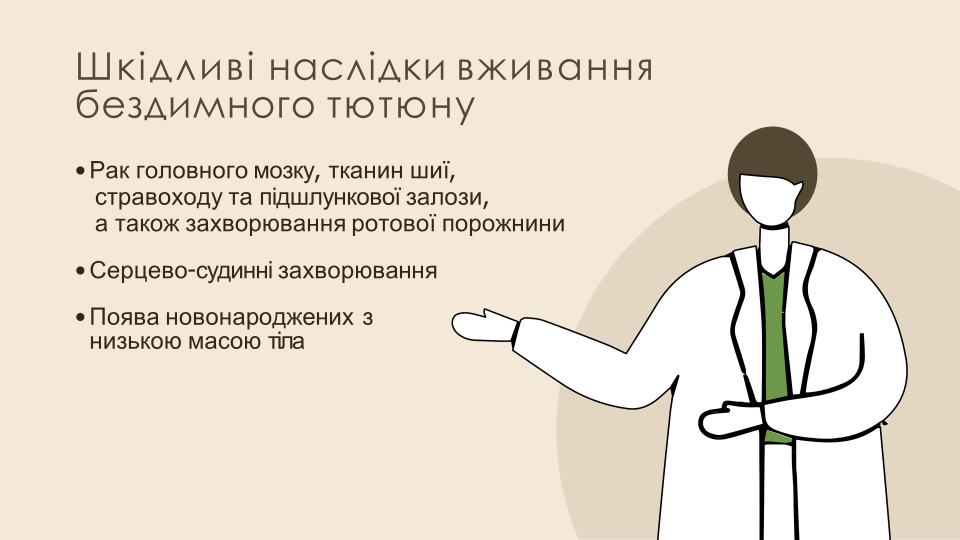 Шкідливі наслідки вживання
бездимного тютюну
• Рак головного мозку, тканин шиї,
стравоходу та підшлункової залози,
а також захворювання ротової порожнини
• Серцево-судинні захворювання
• Поява новонароджених з
низькою масою тіла